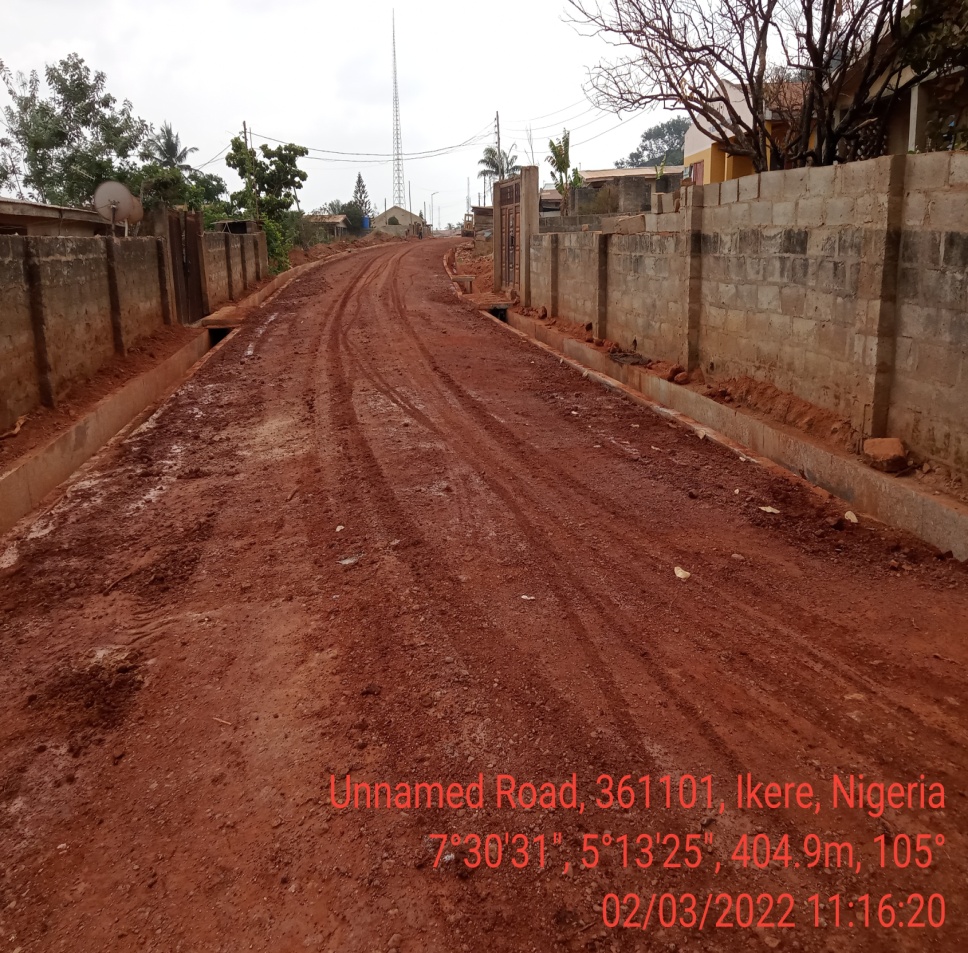 Unnamed Road, 361101, Ikere, Nigeria
7°30'31", 5°13'25", 404.9m, 105°
02/03/2022 11:16:20